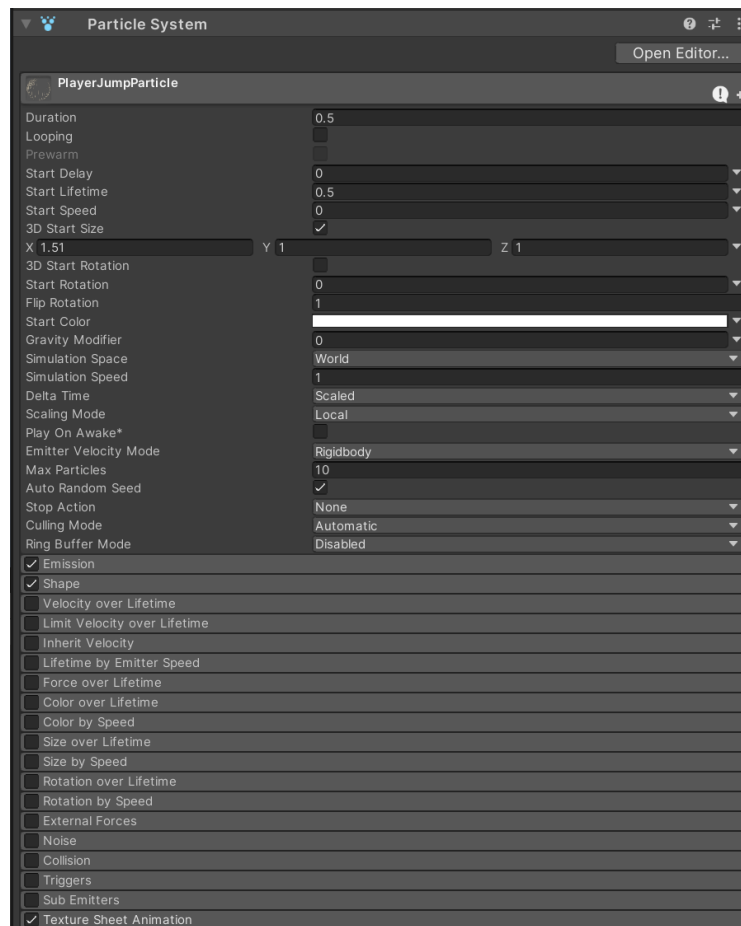 Particle System
Open Editor...
PlayerJumpParticle
Duration 0.5
Looping
Prewarm
Start Delay 0
Start Lifetime 0.5
Start Speed 0
3D Start Size
X 1.51 Y 1 Z 1
3D Start Rotation
Start Rotation 0
Flip Rotation 1
Start Color
Gravity Modifier 0
Simulation Space World
Simulation Speed 1
Delta Time Scaled
Scaling Mode Local
Play On Awake*
Emitter Velocity Mode Rigidbody
Max Particles 10
Auto Random Seed
Stop Action None
Culling Mode Automatic
Ring Buffer Mode Disabled
Emission
Shape
Velocity over Lifetime
Limit Velocity over Lifetime
Inherit Velocity
Lifetime by Emitter Speed
Force over Lifetime
Color over Lifetime
Color by Speed
Size over Lifetime
Size by Speed
Rotation over Lifetime
Rotation by Speed
External Forces
Noise
Collision
Triggers
Sub Emitters
Texture Sheet Animation